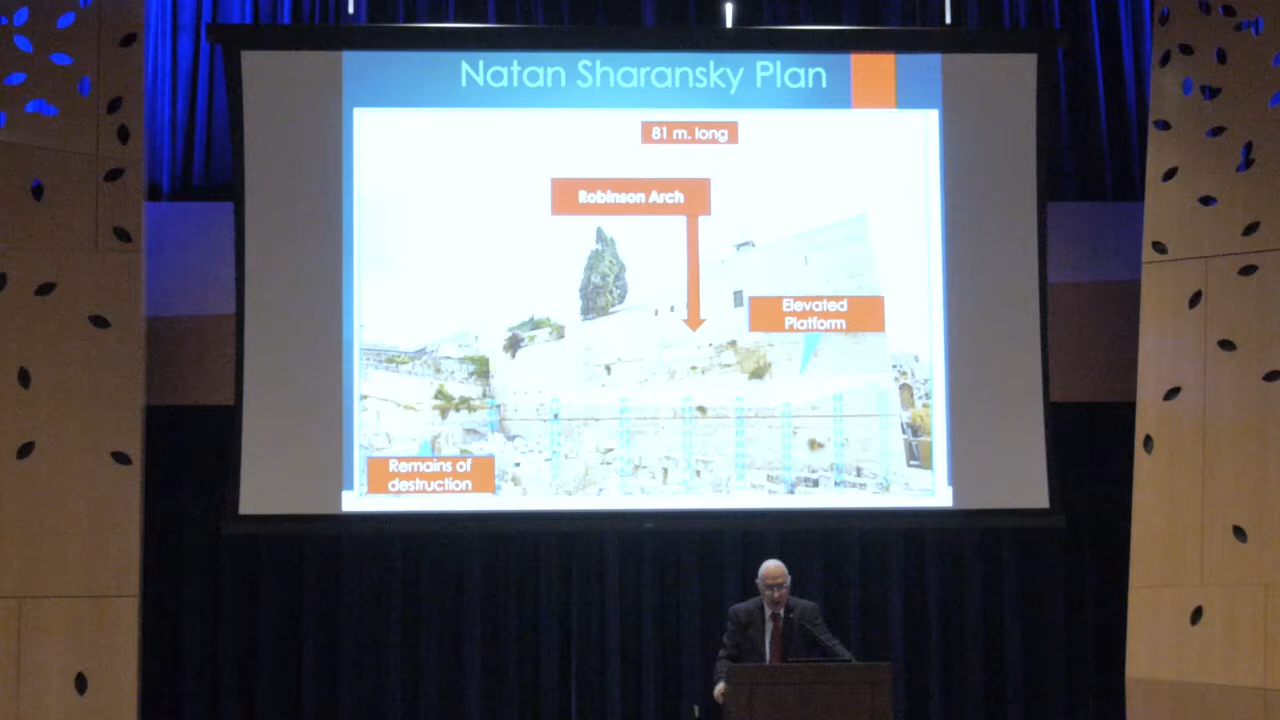 Natan Sharansky Plan
81 m. long
Robinson Arch
Elevated
Platform
Remains of
destruction